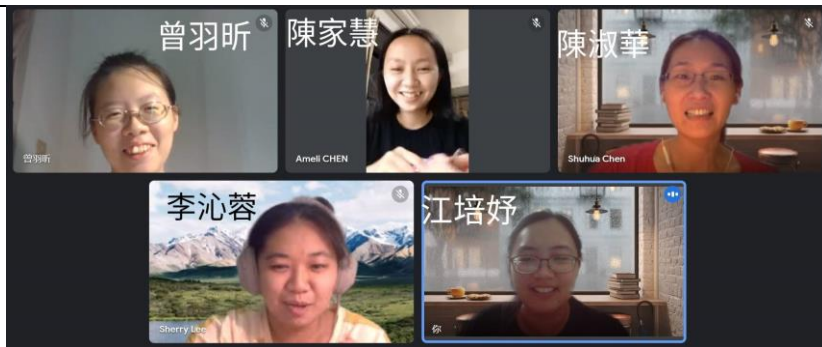 曾羽昕
陳家慧
陳淑華
曾羽昕
Ameli CHEN
Shuhua Chen
李沁蓉
江培妤
Sherry Lee
你